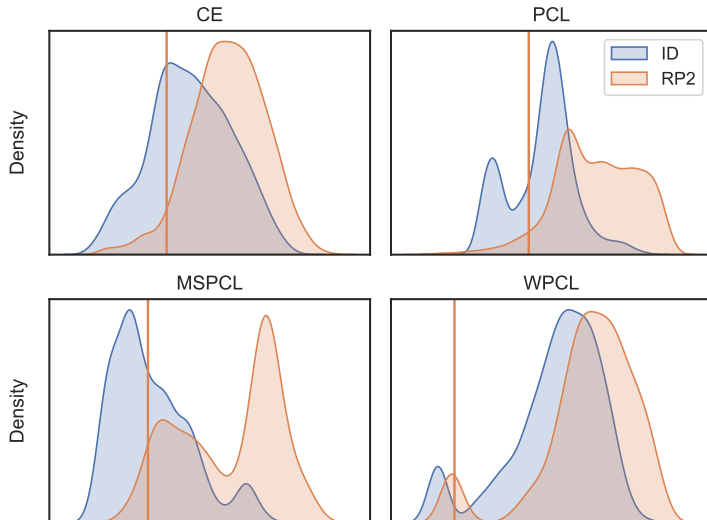 CE
PCL
Density
ID
RP2
MSPCL
WPCL
Density